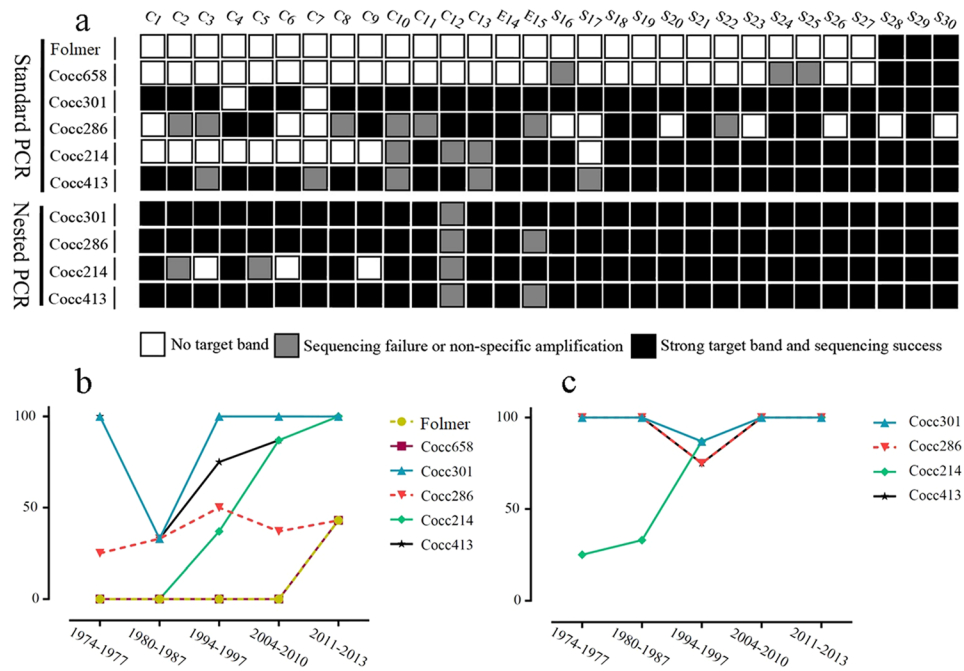 a
C1 C2 C3 C4 C5 C6 C7 C8 C9 C10 C11 C12 C13 E14 E15 S16 S17 S18 S19 S20 S21 S22 S23 S24 S25 S26 S27 S28 S29 S30
Standard PCR
Folmer
Cocc658
Cocc301
Cocc286
Cocc214
Cocc413
Nested PCR
Cocc301
Cocc286
Cocc214
Cocc413
No target band Sequencing failure or non-specific amplification Strong target band and sequencing success
b
100
50
0
1974-1977 1980-1987 1994-1997 2004-2010 2011-2013
Folmer
Cocc658
Cocc301
Cocc286
Cocc214
Cocc413
c
100
50
0
1974-1977 1980-1987 1994-1997 2004-2010 2011-2013
Cocc301
Cocc286
Cocc214
Cocc413